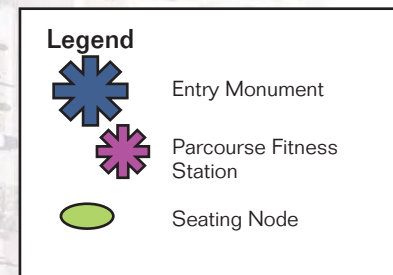 Legend
Entry Monument
Parcourse Fitness
Station
Seating Node